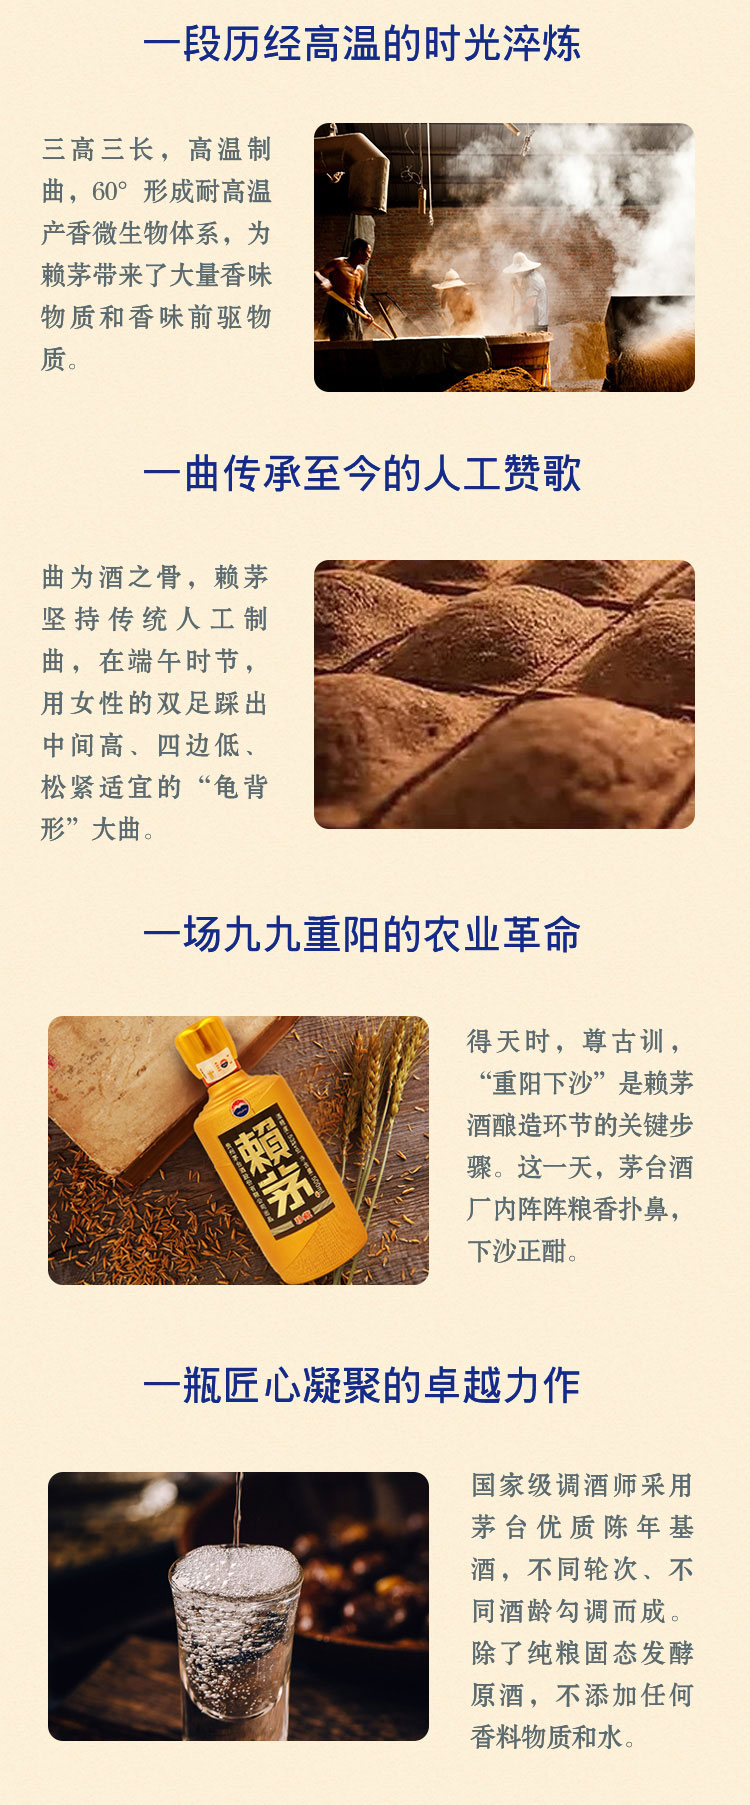 一段历经高温的时光淬炼
三高三长，高温制
曲，60°形成耐高温
产香微生物体系，为
赖茅带来了大量香味
物质和香味前驱物
质。
一曲传承至今的人工赞歌
曲为酒之骨，赖茅
坚持传统人工制
曲，在端午时节，
用女性的双足踩出
中间高、四边低、
松紧适宜的“龟背
形”大曲。
一场九九重阳的农业革命
賴茅
得天时，尊古训，
“重阳下沙”是赖茅
酒酿造环节的关键步
骤。这一天，茅台酒
厂内阵阵粮香扑鼻，
下沙正酣。
一瓶匠心凝聚的卓越力作
国家级调酒师采用
茅台优质陈年基
酒，不同轮次、不
同酒龄勾调而成。
除了纯粮固态发酵
原酒，不添加任何
香料物质和水。